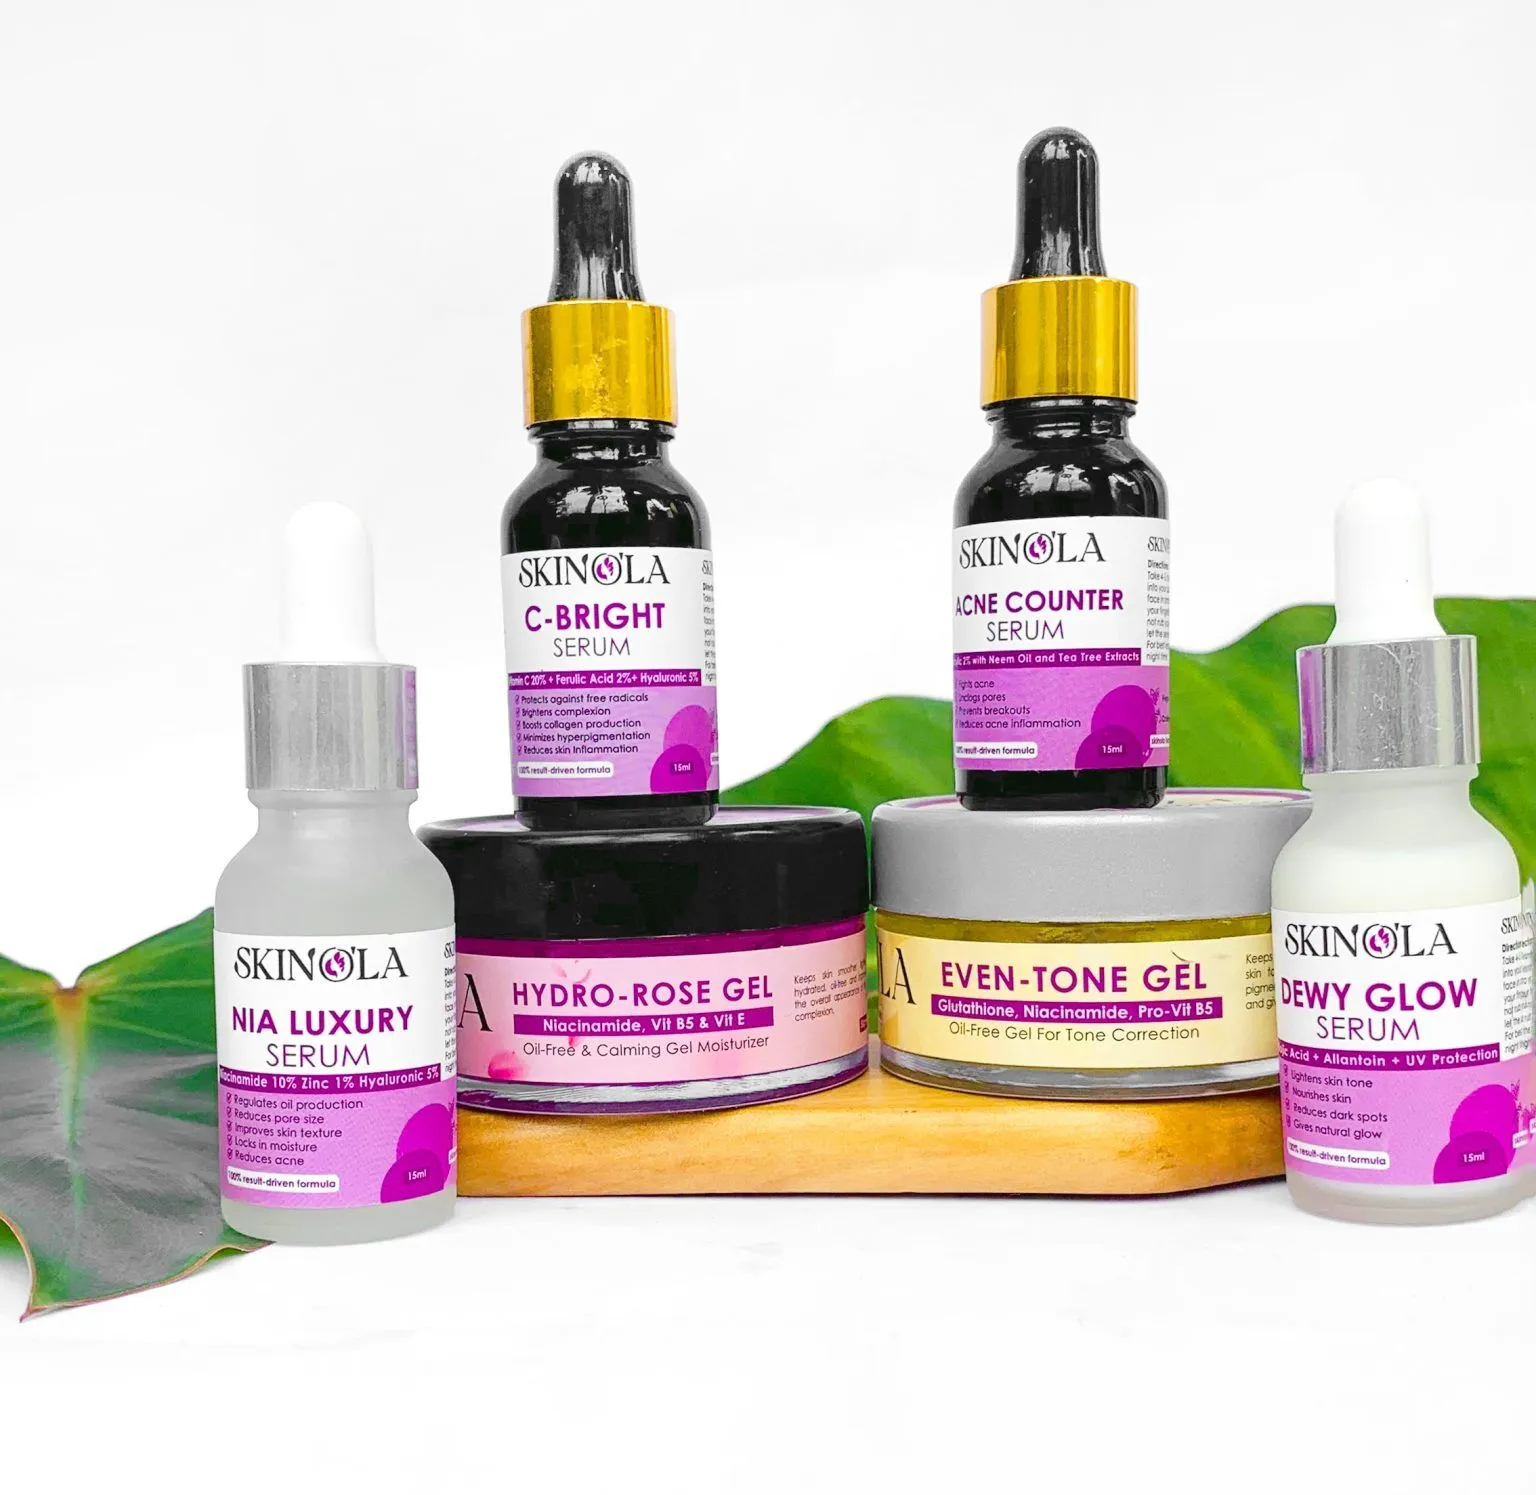 SKINO'LA
C-BRIGHT
SERUM
Vitamin C 20% + Ferulic Acid 2%+ Hyaluronic 5%
Protects against free radicals
Brightens complexion
Boosts collagen production
Minimizes hyperpigmentation
Reduces skin Inflammation
100% result-driven formula
15ml
SKINO'LA
ACNE COUNTER
SERUM
2% with Neem Oil and Tea Tree Extracts
Fights acne
Unclogs pores
Prevents breakouts
Reduces acne inflammation
100% result-driven formula
15ml
SKINO'LA
NIA LUXURY
SERUM
Niacinamide 10% Zinc 1% Hyaluronic 5%
Regulates oil production
Reduces pore size
Improves skin texture
Locks in moisture
Reduces acne
100% result-driven formula
15ml
A
HYDRO-ROSE GEL
Niacinamide, Vit B5 & Vit E
Oil-Free & Calming Gel Moisturizer
Keeps skin smoother
hydrated, oil-free and
the overall appearance
complexion.
LA
EVEN-TONE GEL
Glutathione, Niacinamide, Pro-Vit B5
Oil-Free Gel For Tone Correction
Keeps
skin
and
SKINO'LA
DEWY GLOW
SERUM
Acid + Allantoin + UV Protection
Lightens skin tone
Nourishes skin
Reduces dark spots
Gives natural glow
100% result-driven formula
15ml